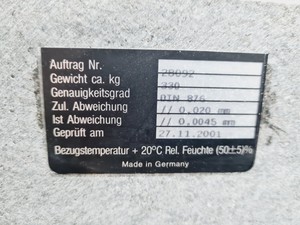 Auftrag Nr. 28092
Gewicht ca. kg 330
Genauigkeitsgrad DIN 876
Zul. Abweichung // 0.020 mm
Ist Abweichung // 0.0045 mm
Geprüft am 27.11.2001
Bezugstemperatur + 20°C Rel. Feuchte (50±5)%
Made in Germany